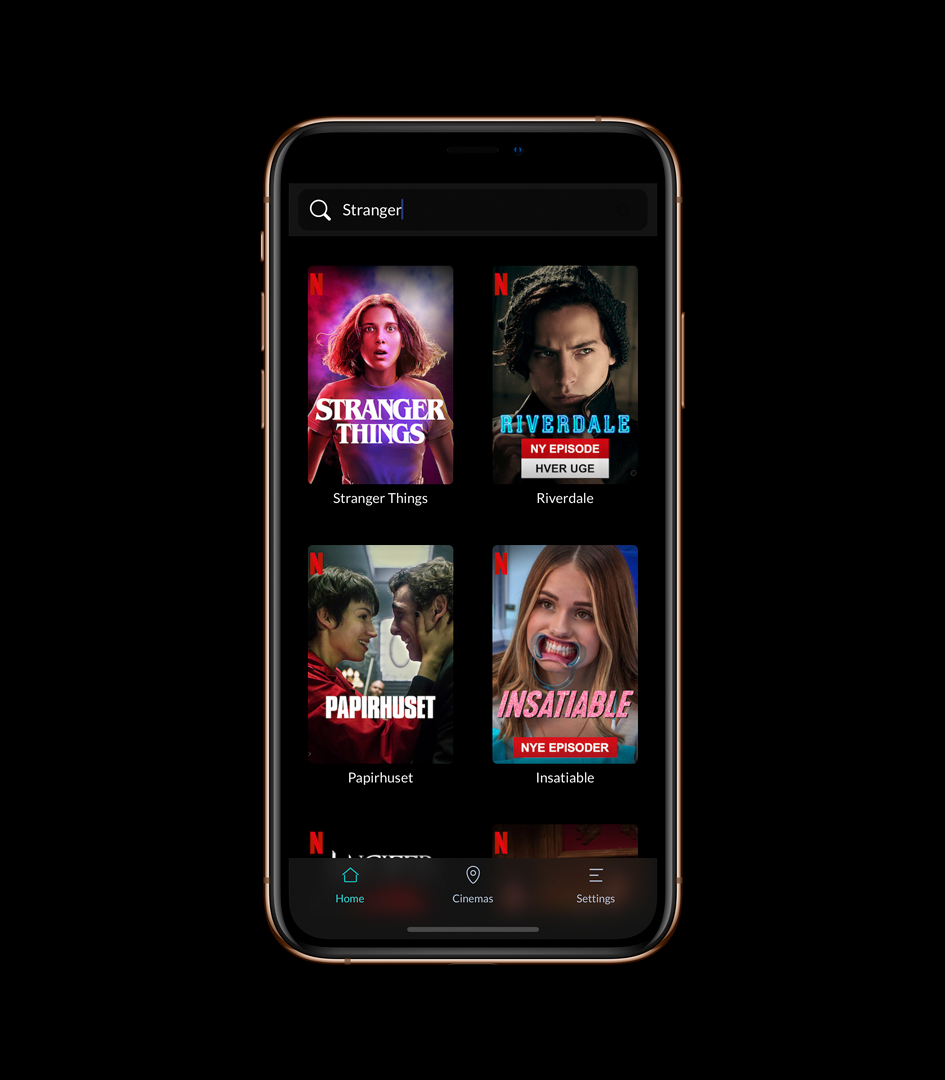 Stranger
N
N
STRANGER
THINGS
RIVERDALE
NY EPISODE
HVER UGE
Stranger Things
Riverdale
N
N
PAPIRHUSET
INSATIABLE
NYE EPISODER
Papirhuset
Insatiable
N
N
Home
Cinemas
Settings